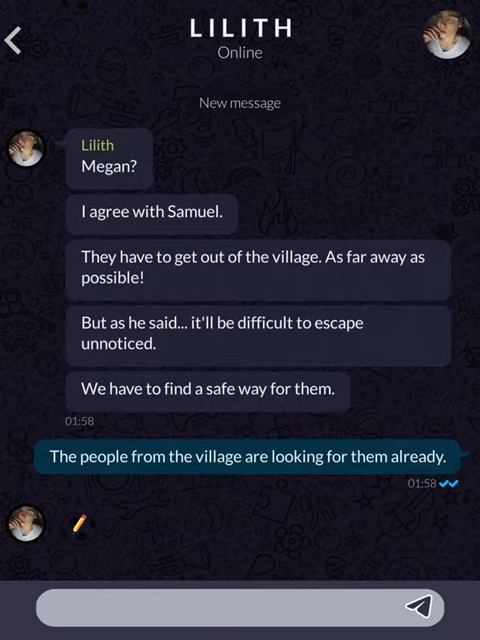 LILITH
Online
New message
Lilith
Megan?
I agree with Samuel.
They have to get out of the village. As far away as
possible!
But as he said... it'll be difficult to escape
unnoticed.
We have to find a safe way for them.
01:58
The people from the village are looking for them already.
01:58